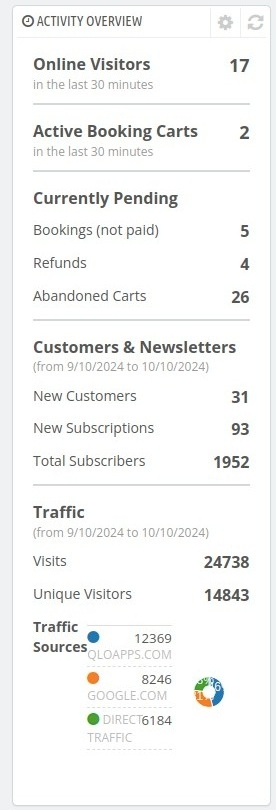 ACTIVITY OVERVIEW
Online Visitors 17
in the last 30 minutes
Active Booking Carts 2
in the last 30 minutes
Currently Pending
Bookings (not paid) 5
Refunds 4
Abandoned Carts 26
Customers & Newsletters
(from 9/10/2024 to 10/10/2024)
New Customers 31
New Subscriptions 93
Total Subscribers 1952
Traffic
(from 9/10/2024 to 10/10/2024)
Visits 24738
Unique Visitors 14843
Traffic
Sources
12369
QLOAPPS.COM
8246
GOOGLE.COM
DIRECT 6184
TRAFFIC